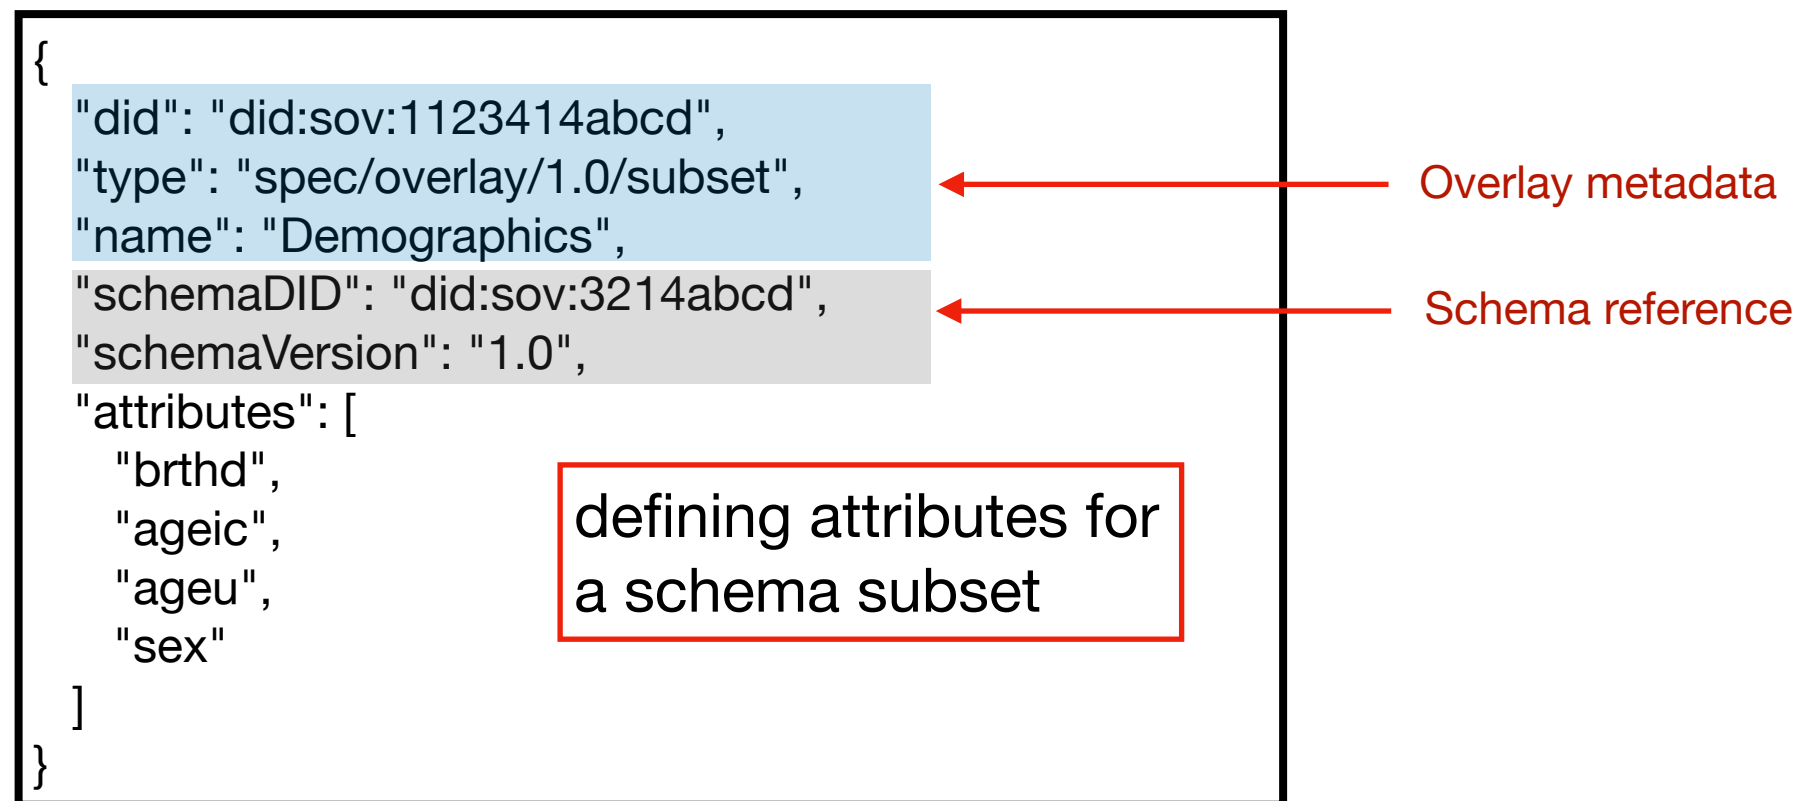 {
"did": "did:sov:1123414abcd",
"type": "spec/overlay/1.0/subset",
"name": "Demographics",
"schemaDID": "did:sov:3214abcd",
"schemaVersion": "1.0",
"attributes": [
"brthd",
"ageic",
"ageu",
"sex"
]
}
defining attributes for
a schema subset
Overlay metadata
Schema reference